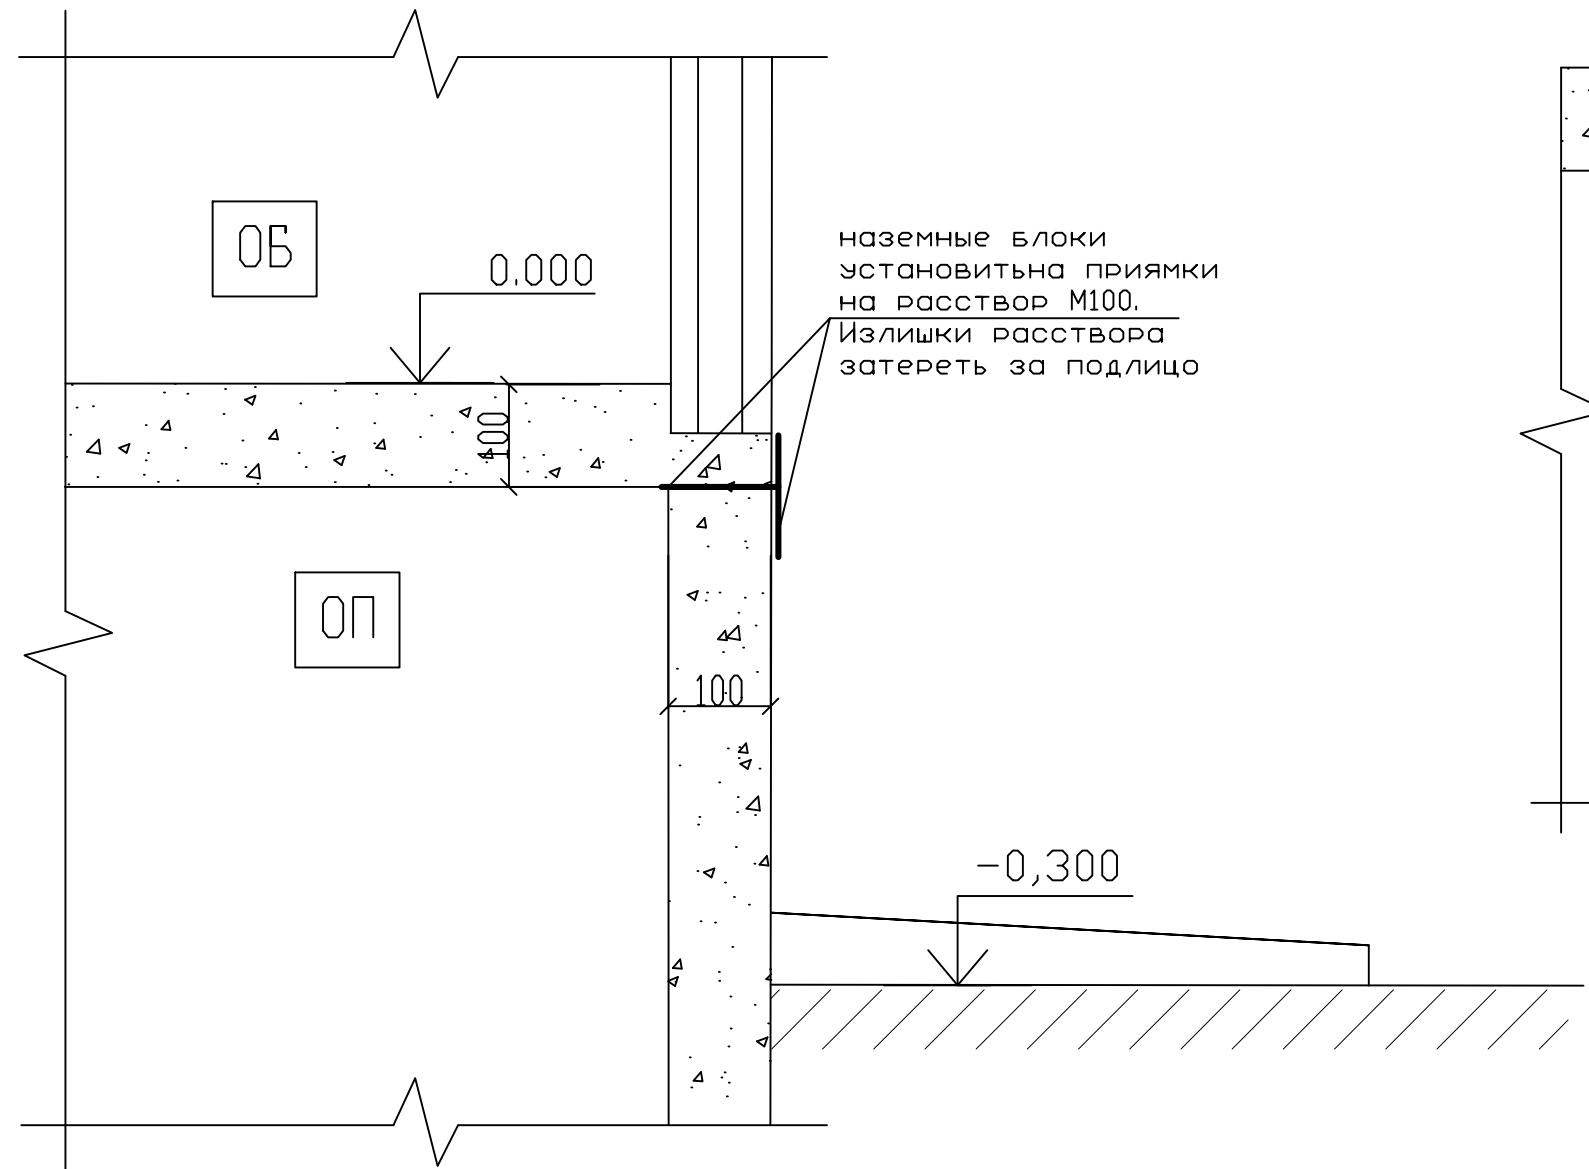 ОБ
0.000
наземные блоки
установитьна приямки
на расствор М100.
Излишки расствора
затереть за подлицо
100
ОП
100
-0,300